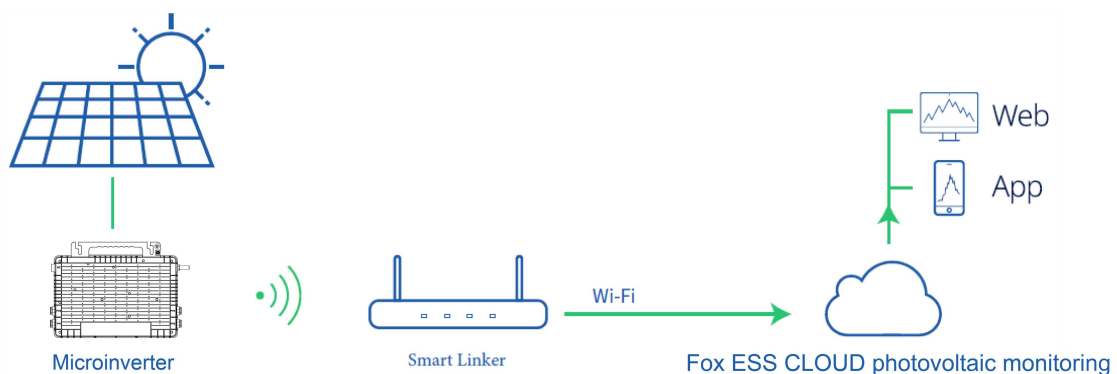 Web
App
Wi-Fi
Microinverter
Smart Linker
Fox ESS CLOUD photovoltaic monitoring